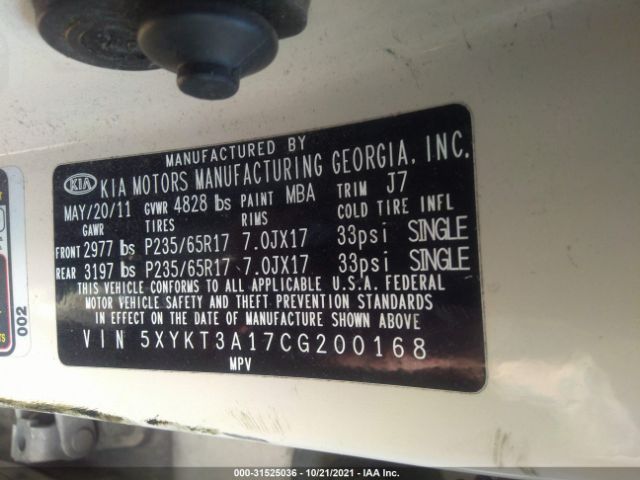 MANUFACTURED BY
KIA KIA MOTORS MANUFACTURING GEORGIA, INC.
MAY/20/11 GVWR 4828 lbs PAINT MBA TRIM J7
GAWR TIRES RIMS COLD TIRE INFL
FRONT 2977 lbs P235/65R17 7.0JX17 33psi SINGLE
REAR 3197 lbs P235/65R17 7.0JX17 33psi SINGLE
THIS VEHICLE CONFORMS TO ALL APPLICABLE U.S.A. FEDERAL
MOTOR VEHICLE SAFETY AND THEFT PREVENTION STANDARDS
IN EFFECT ON THE DATE OF MANUFACTURE SHOWN ABOVE
VIN 5XYKT3A17CG200168
MPV
002
000-31525036 - 10/21/2021 - IAA Inc.